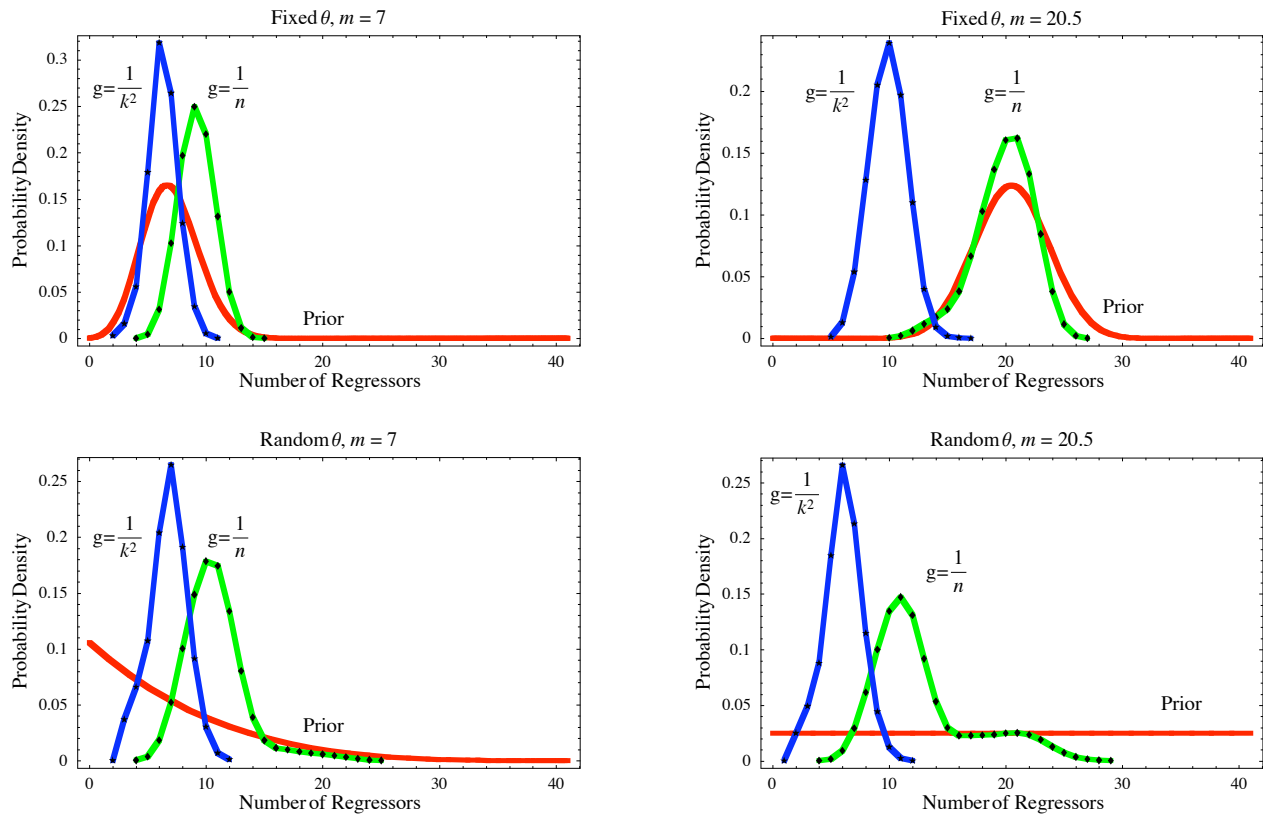 Fixed θ, m = 7
0.3
0.25
0.2
0.15
0.1
0.05
0
Probability Density
g=1/k²
g=1/n
Prior
0 10 20 30 40
Number of Regressors
Fixed θ, m = 20.5
0.2
0.15
0.1
0.05
0
Probability Density
g=1/k²
g=1/n
Prior
0 10 20 30 40
Number of Regressors
Random θ, m = 7
0.25
0.2
0.15
0.1
0.05
0
Probability Density
g=1/k²
g=1/n
Prior
0 10 20 30 40
Number of Regressors
Random θ, m = 20.5
0.25
0.2
0.15
0.1
0.05
0
Probability Density
g=1/k²
g=1/n
Prior
0 10 20 30 40
Number of Regressors